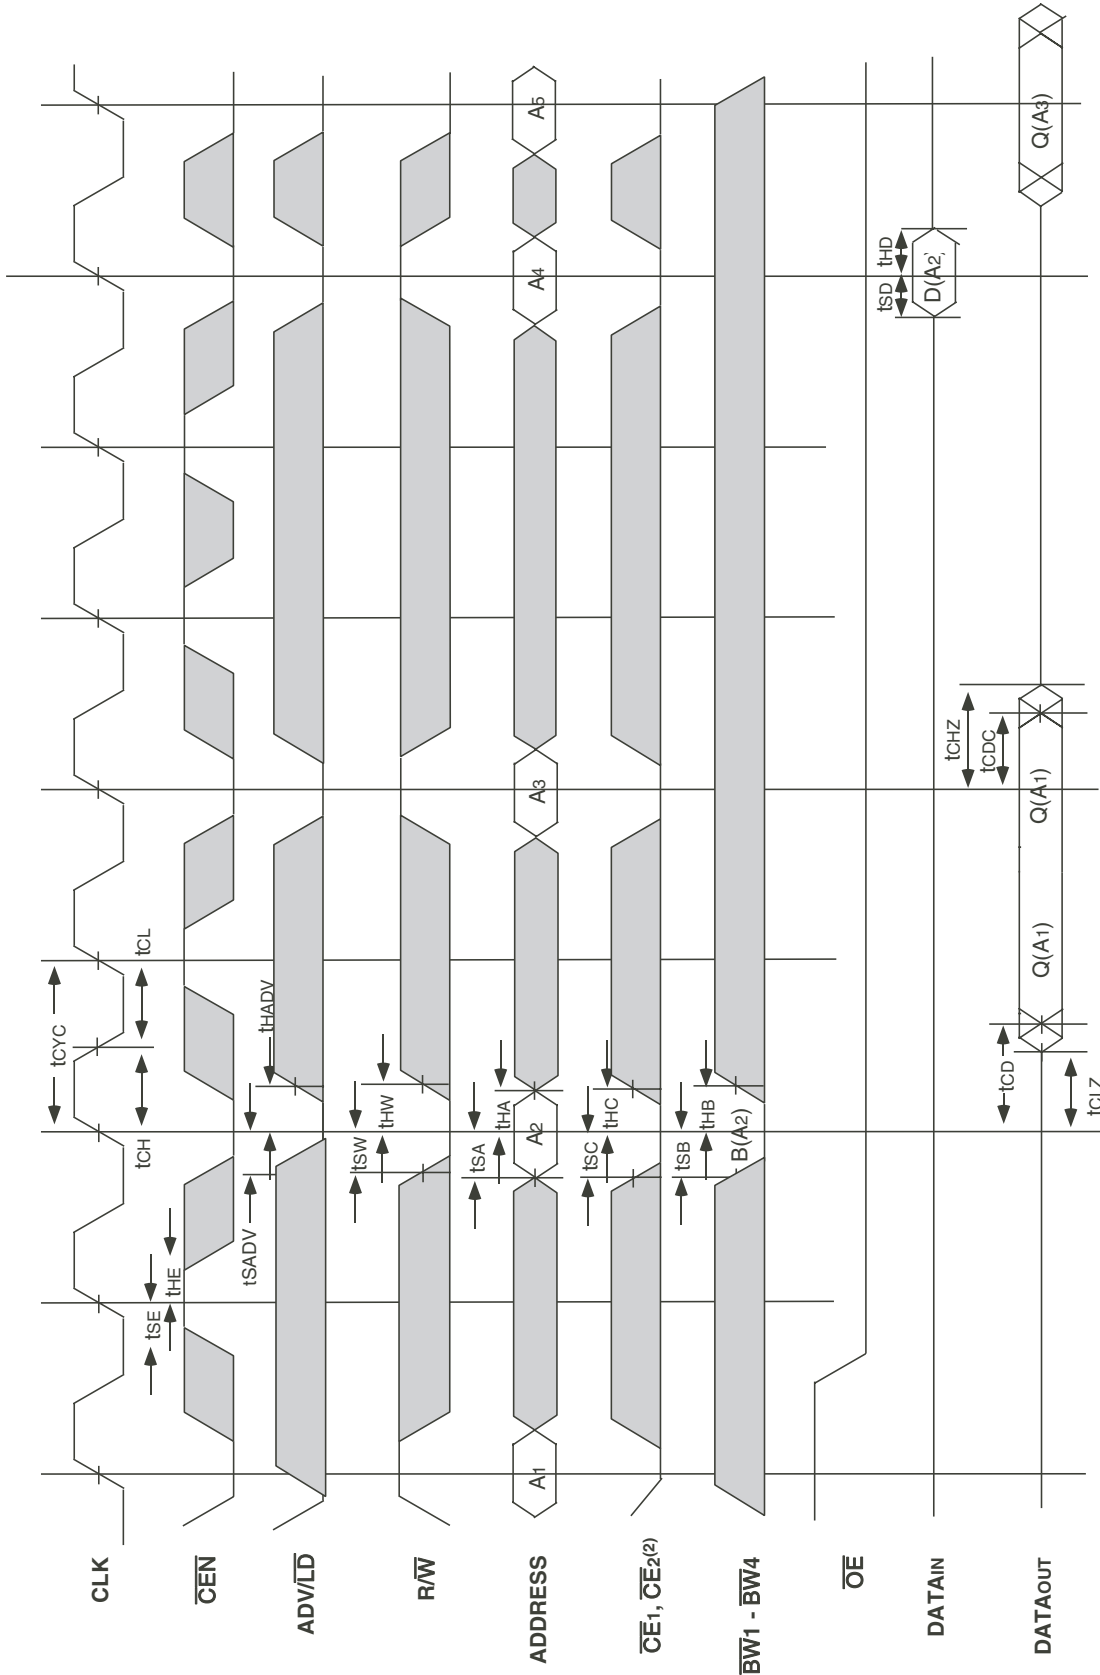 CLK
tCYC
tCH
tCL
CEN
tSE
tHE
ADV/LD
tSADV
tHADV
R/W
tSW
tHW
ADDRESS
A1
tSA
A2
tHA
A3
A4
A5
CE1, CE2(2)
tSC
tHC
BW1 - BW4
tSB
tHB
B(A2)
OE
DATAIN
tSD
tHD
D(A2)
DATAOUT
tCLZ
tCD
Q(A1)
Q(A1)
tCHZ
tCDC
Q(A3)